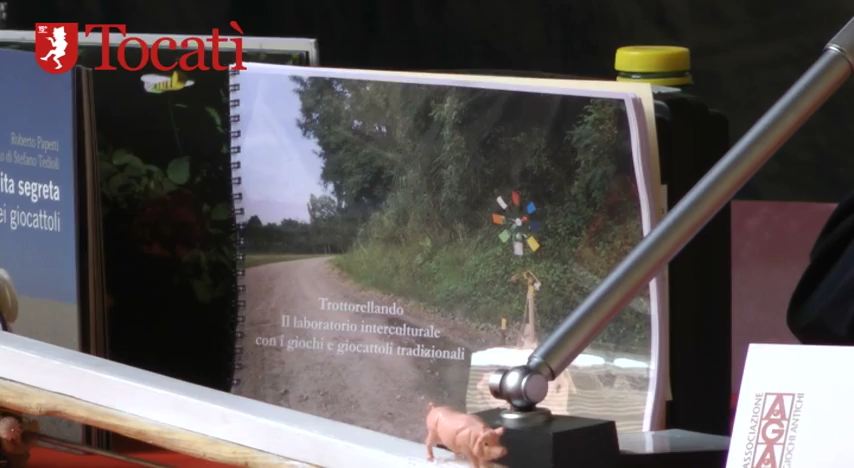 Tocatì
Roberto Papetti
o di Stefano Tedioli
ita segreta
ei giocattoli
Trottorellando
Il laboratorio interculturale
con i giochi e giocattoli tradizionali
ASSOCIAZIONE
AGA
GIOCHI ANTICHI